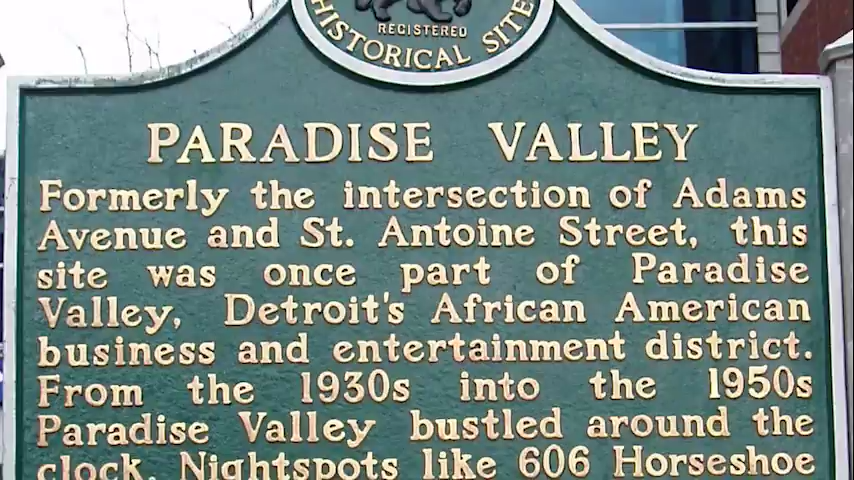 REGISTERED
HISTORICAL SITE
PARADISE VALLEY
Formerly the intersection of Adams
Avenue and St. Antoine Street, this
site was once part of Paradise
Valley, Detroit's African American
business and entertainment district.
From the 1930s into the 1950s
Paradise Valley bustled around the
clock. Nightspots like 606 Horseshoe